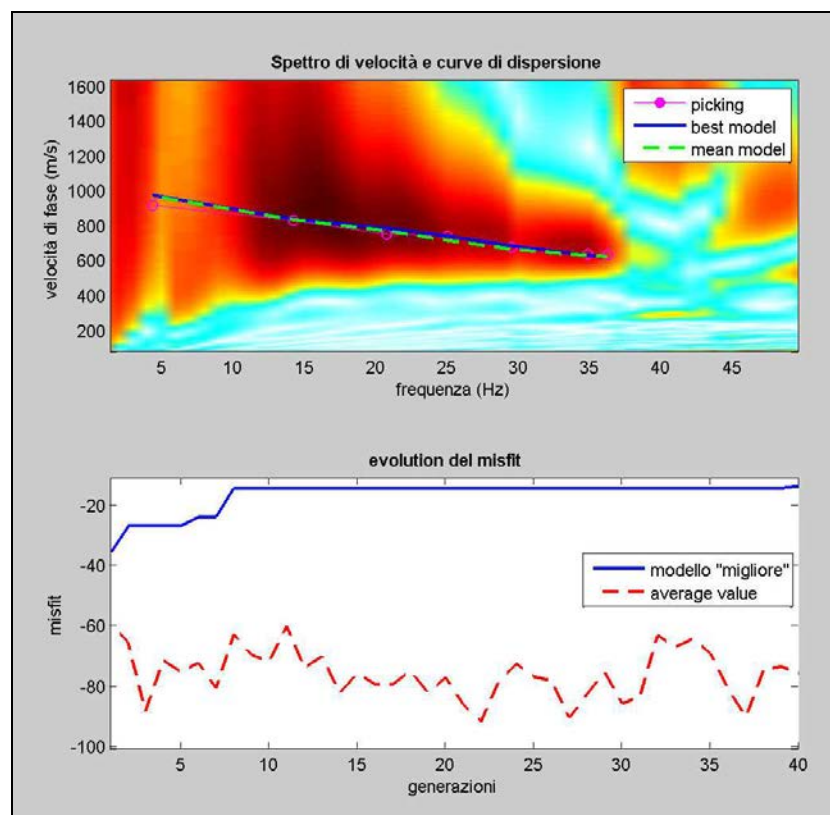 Spettro di velocità e curve di dispersione
1600
1400
1200
1000
800
600
400
200
velocità di fase (m/s)
picking
best model
mean model
5 10 15 20 25 30 35 40 45
frequenza (Hz)
evolution del misfit
-20
-40
-60
-80
-100
misfit
modello "migliore"
average value
5 10 15 20 25 30 35 40
generazioni